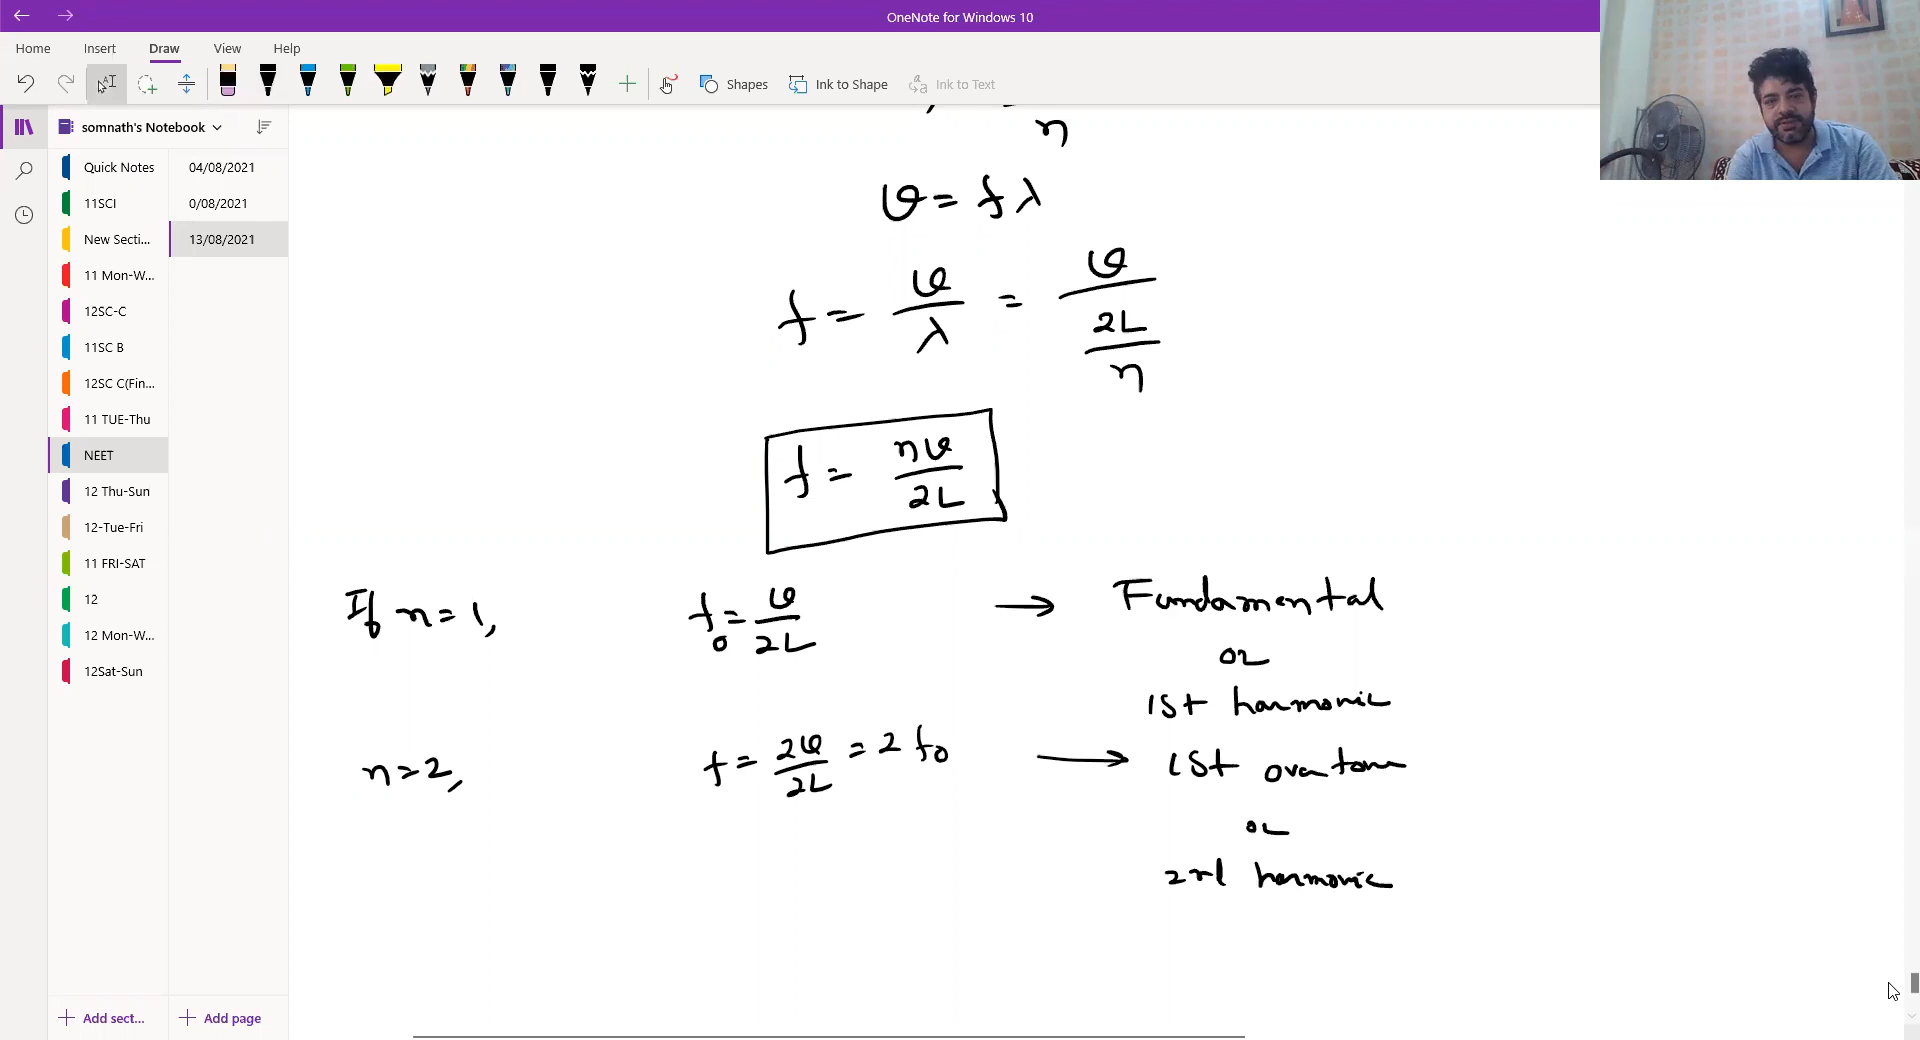 OneNote for Windows 10
Home Insert Draw View Help
Shapes Ink to Shape Ink to Text
somnath's Notebook
Quick Notes
11SCI
New Secti...
11 Mon-W...
12SC-C
11SC B
12SC C(Fin...
11 TUE-Thu
NEET
12 Thu-Sun
12-Tue-Fri
11 FRI-SAT
12
12 Mon-W...
12Sat-Sun
Add sect...
04/08/2021
0/08/2021
13/08/2021
Add page
n
v = fλ
f = v/λ = v/(2L/n)
f = nv/2L
If n = 1, f₀ = v/2L → Fundamental
or
1st harmonic
n = 2, f = 2v/2L = 2f₀ → 1st overtone
or
2nd harmonic